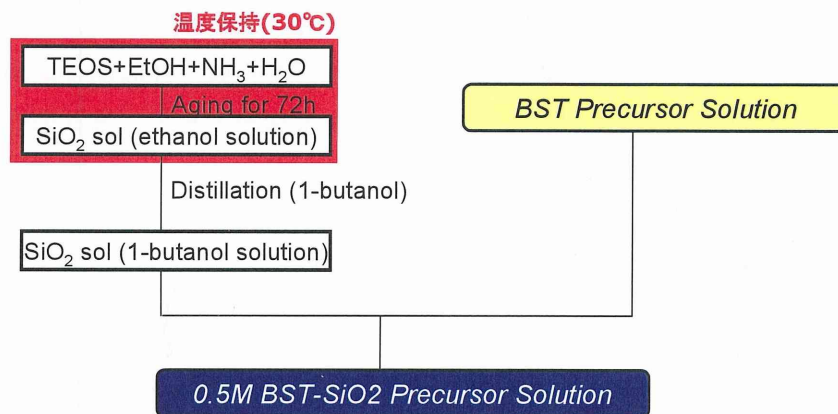 温度保持(30℃)
TEOS+EtOH+NH₃+H₂O
Aging for 72h
SiO₂ sol (ethanol solution)
BST Precursor Solution
Distillation (1-butanol)
SiO₂ sol (1-butanol solution)
0.5M BST-SiO2 Precursor Solution